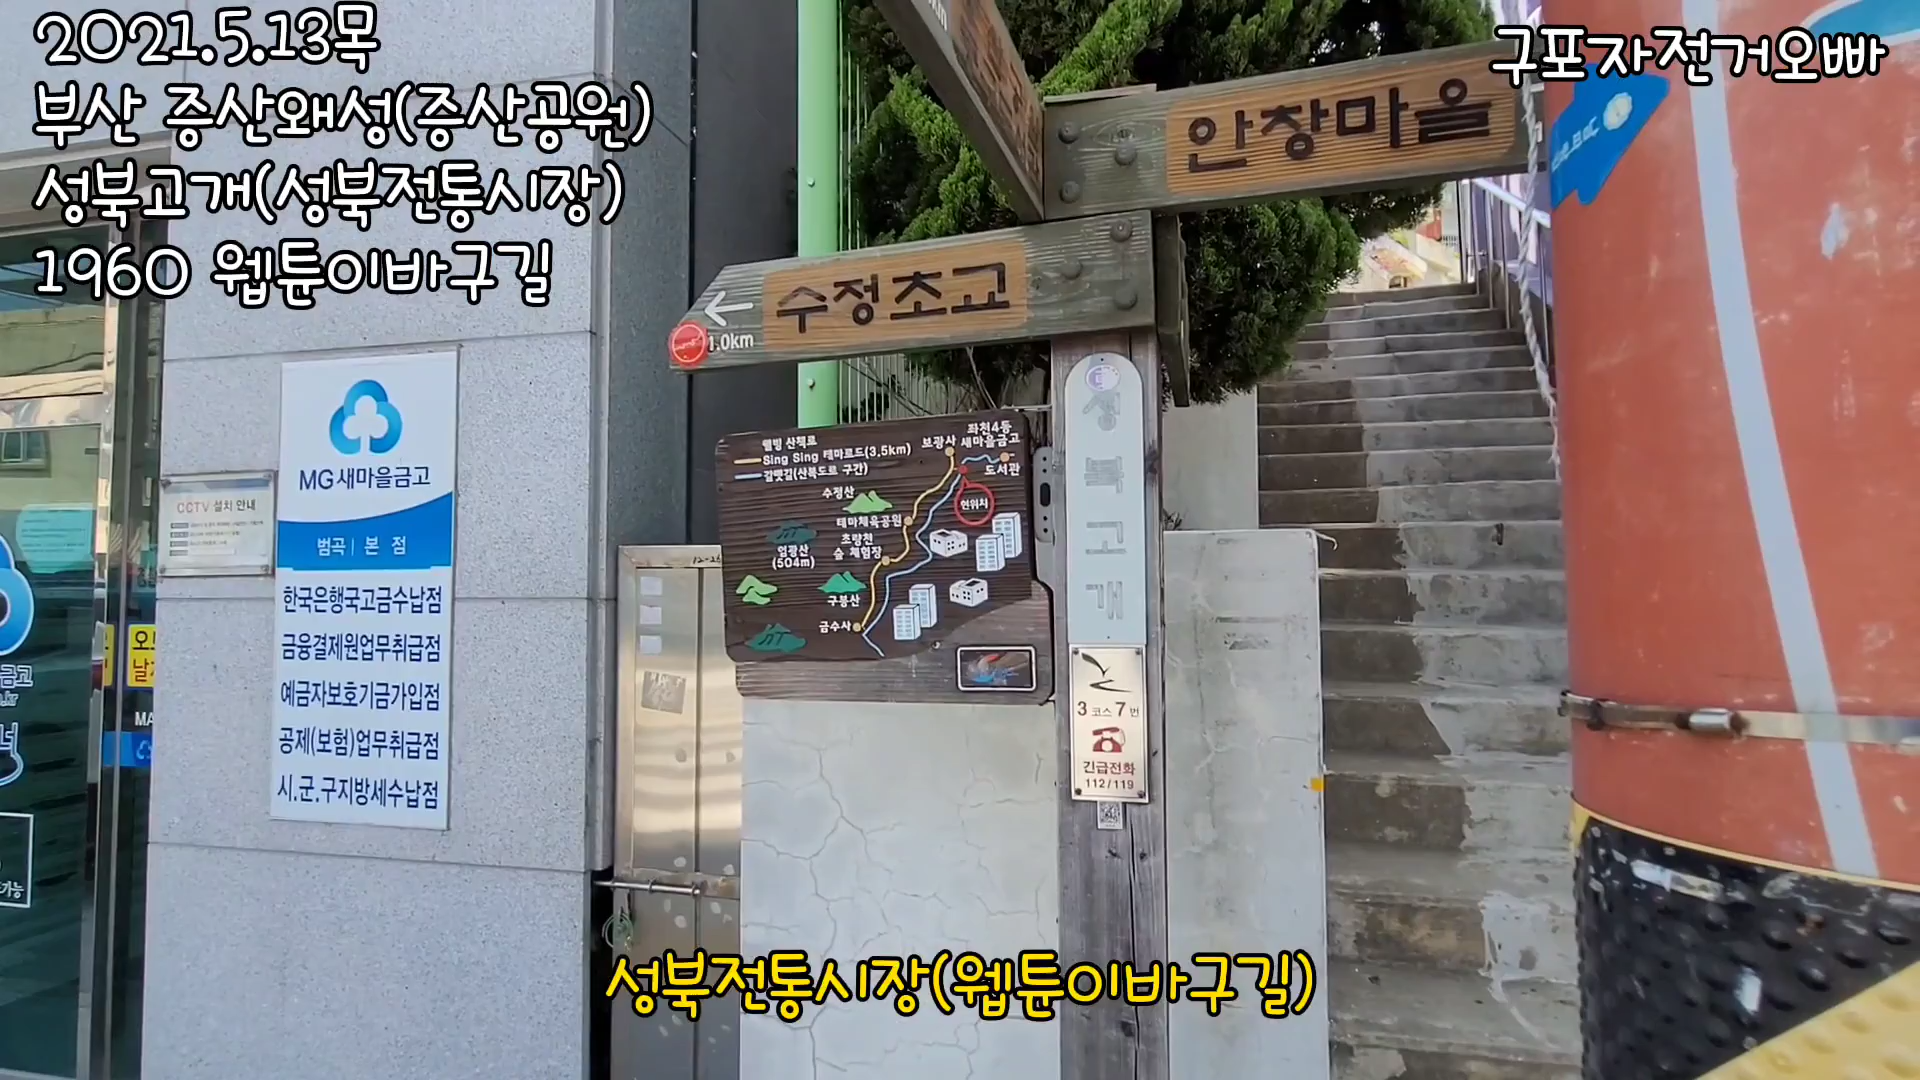 2021.5.13목
부산 증산왜성(증산공원)
성북고개(성북전통시장)
1960 웹툰이바구길
구포자전거오빠
안창마을
수정초교
1.0km
MG새마을금고
범곡 | 본 점
한국은행국고금수납점
금융결제원업무취급점
예금자보호기금가입점
공제(보험)업무취급점
시.군.구지방세수납점
CCTV 설치 안내
웰빙 산책로
Sing Sing 테마로드(3.5km)
갈맷길(산복도로 구간)
보광사
좌천4동
새마을금고
도서관
현위치
수정산
테마체육공원
엄광산
(504m)
초량천
숲 체험장
구봉산
금수사
성북고개
3 코스 7 번
긴급전화
112/119
성북전통시장(웹툰이바구길)